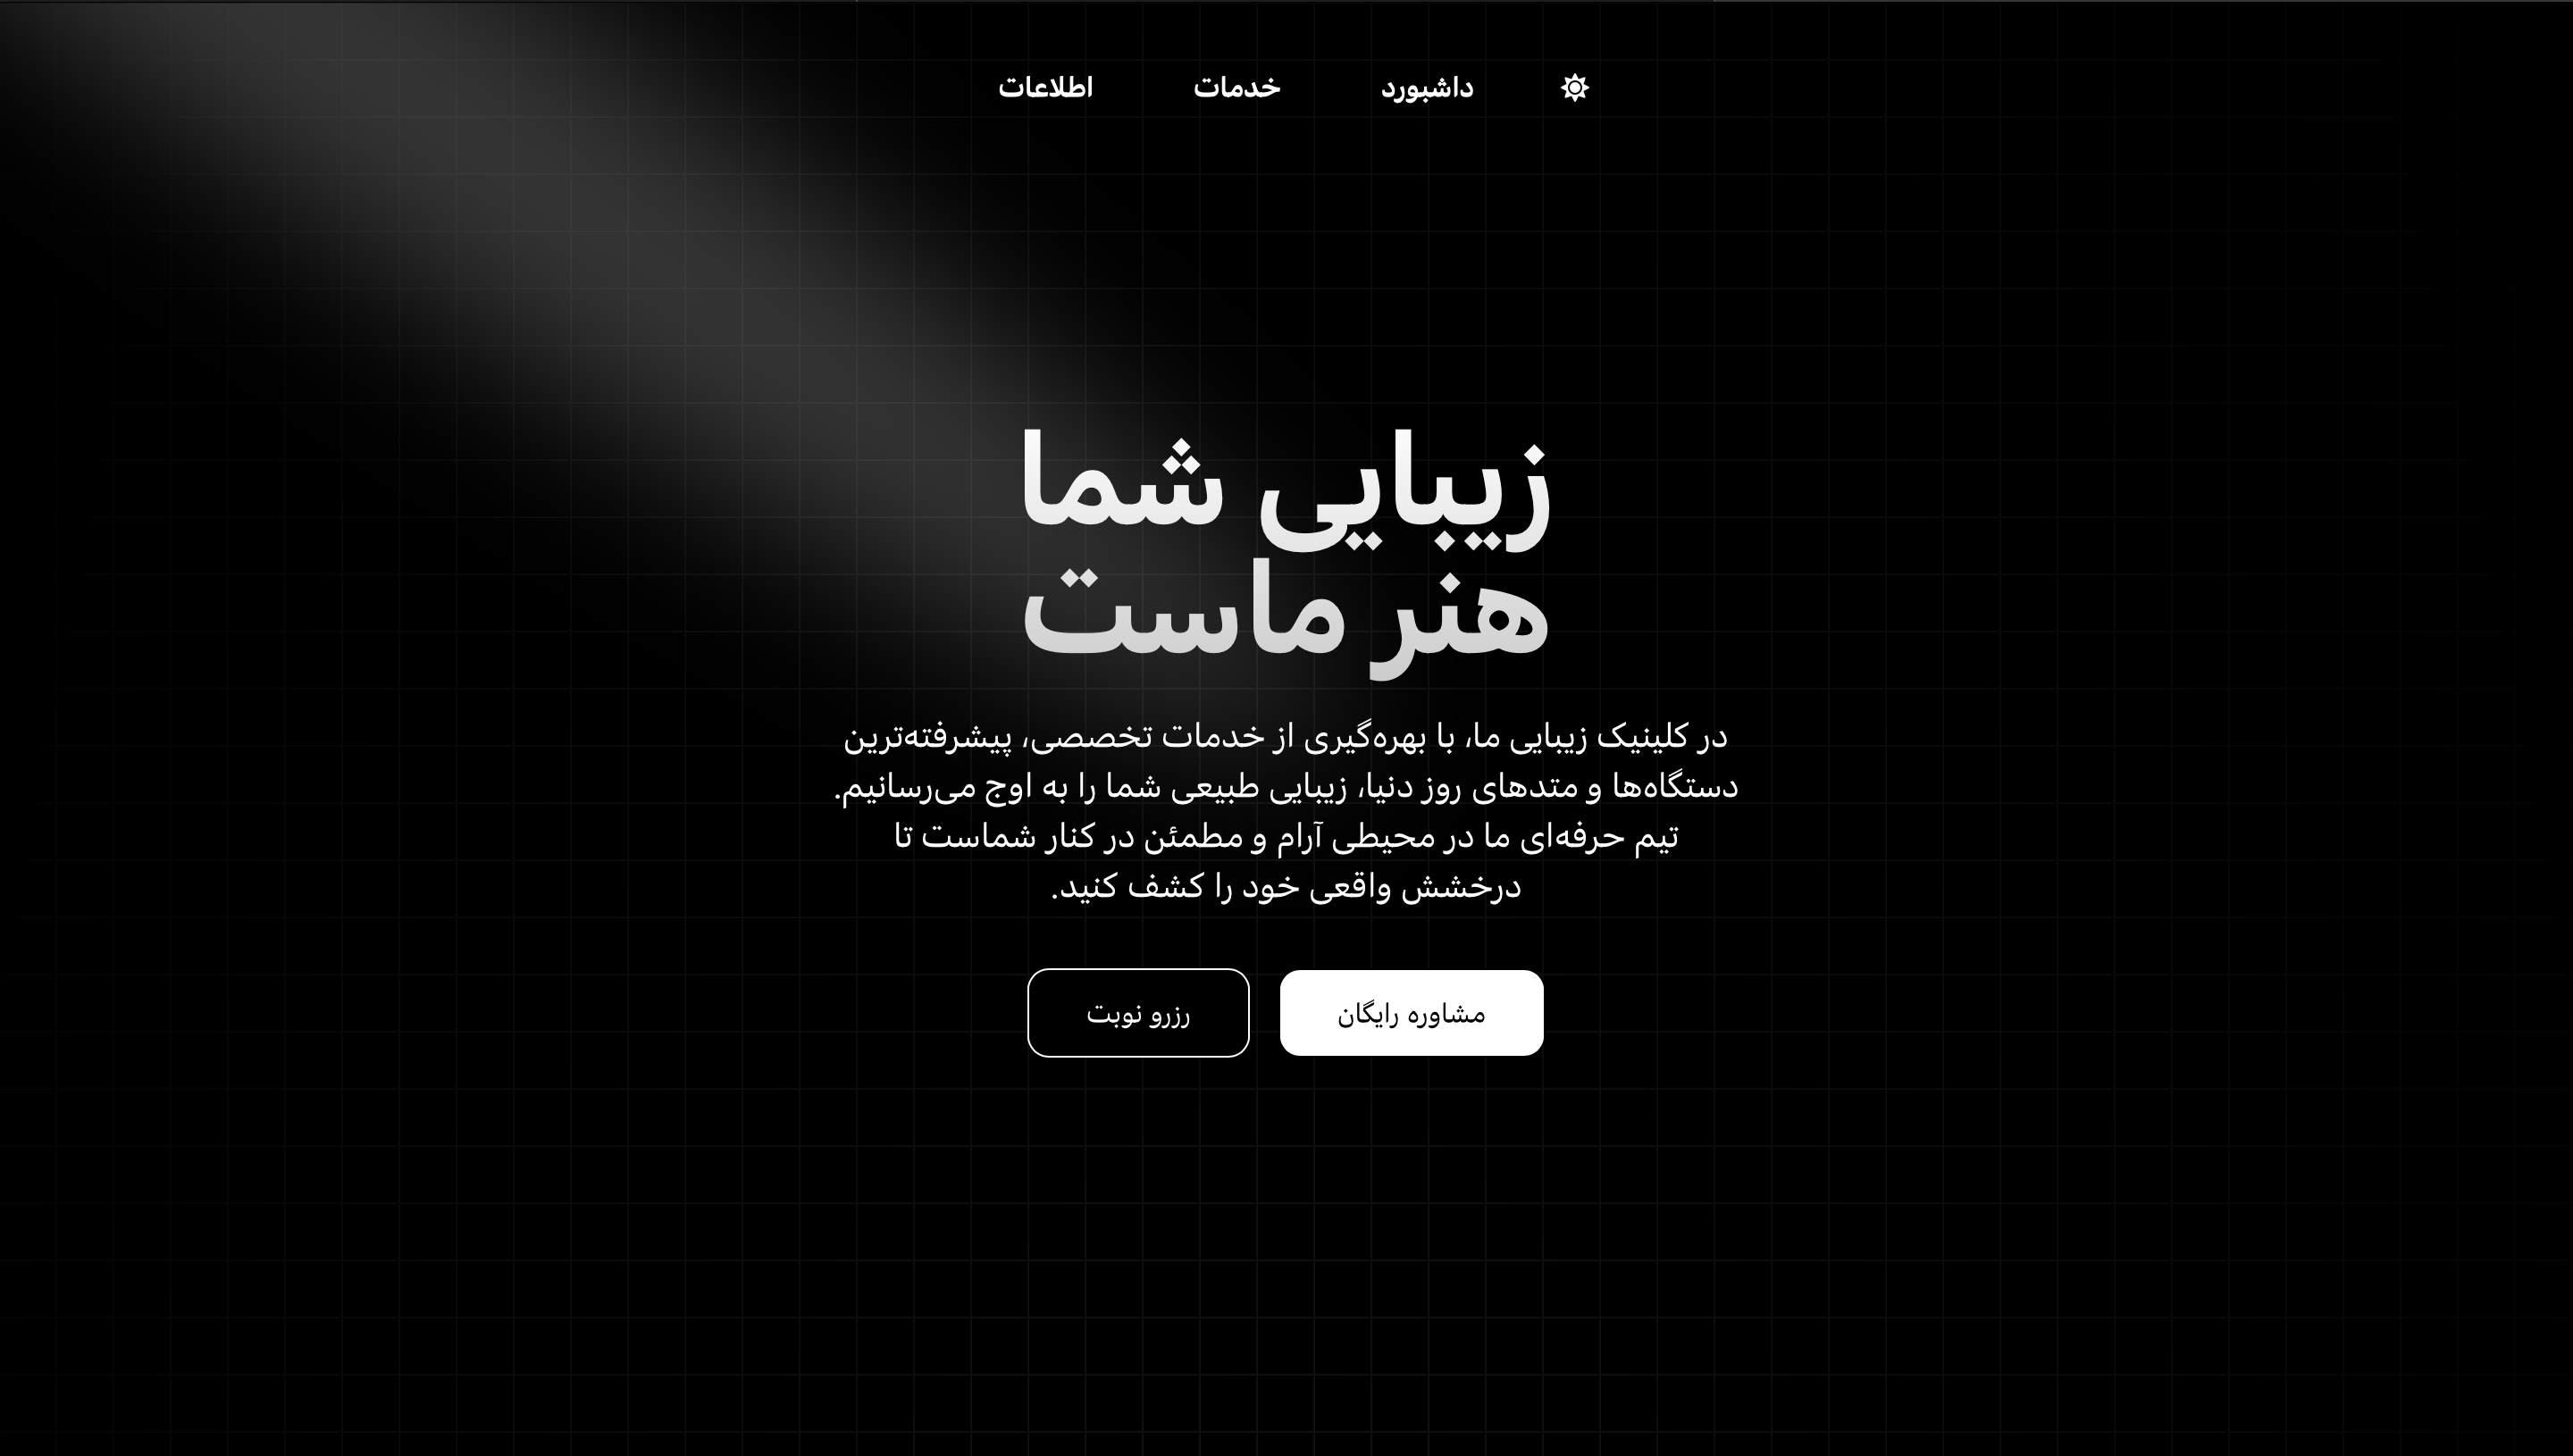 داشبورد
خدمات
اطلاعات
زیبایی شما
هنر ماست
در کلینیک زیبایی ما، با بهره‌گیری از خدمات تخصصی، پیشرفته‌ترین
دستگاه‌ها و متدهای روز دنیا، زیبایی طبیعی شما را به اوج می‌رسانیم.
تیم حرفه‌ای ما در محیطی آرام و مطمئن در کنار شماست تا
درخشش واقعی خود را کشف کنید.
مشاوره رایگان
رزرو نوبت